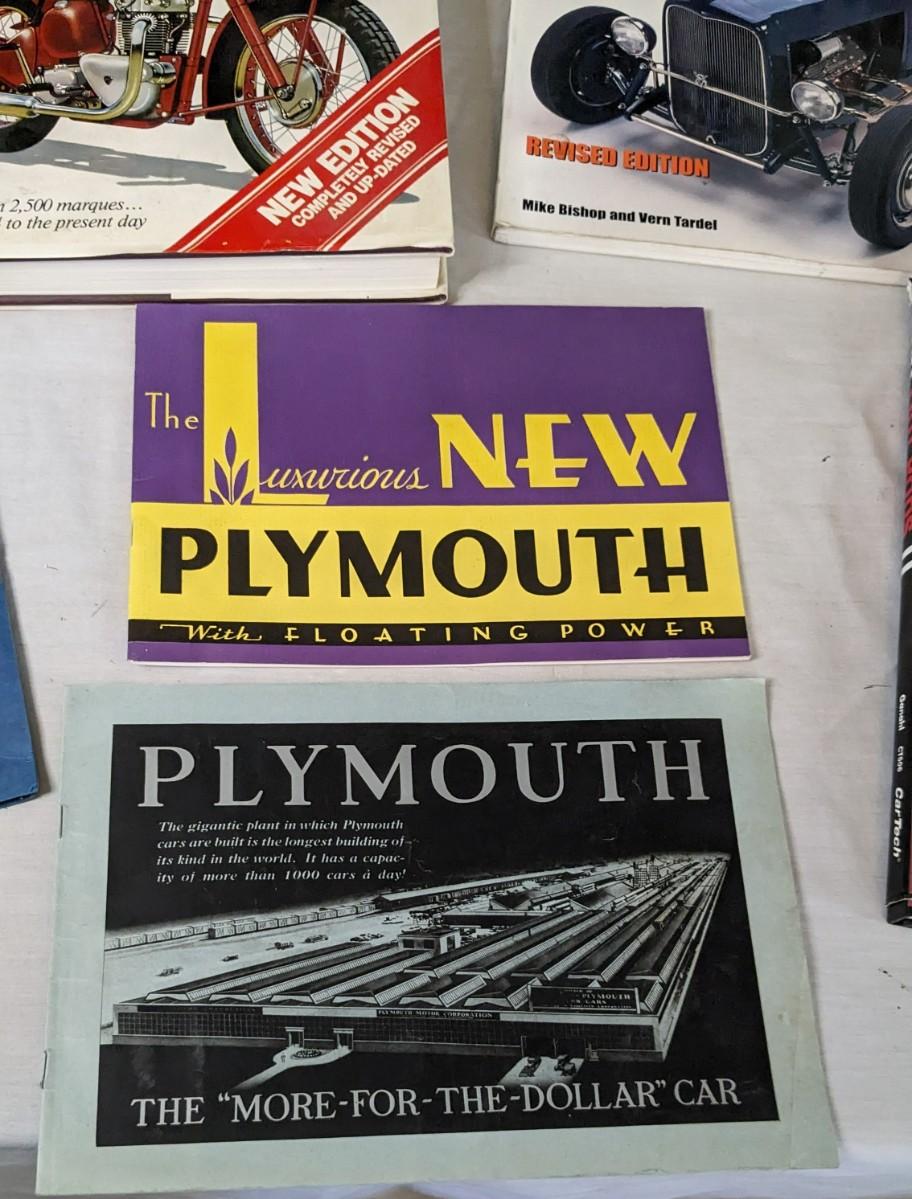 NEW EDITION
COMPLETELY REVISED
AND UP-DATED
2,500 marques...
to the present day
REVISED EDITION
Mike Bishop and Vern Tardel
The Luxurious NEW
PLYMOUTH
With FLOATING POWER
PLYMOUTH
The gigantic plant in which Plymouth
cars are built is the longest building of
its kind in the world. It has a capac-
ity of more than 1000 cars a day!
PLYMOUTH
CARS
PLYMOUTH MOTOR CORPORATION
THE "MORE-FOR-THE-DOLLAR" CAR
CarTech